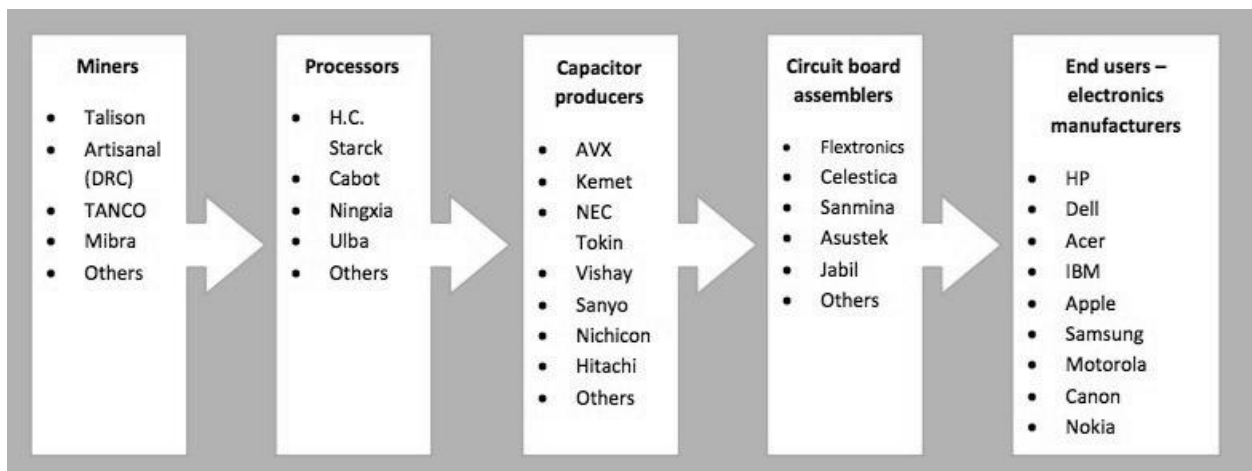 Miners
• Talison
• Artisanal
(DRC)
• TANCO
• Mibra
• Others
Processors
• H.C.
Starck
• Cabot
• Ningxia
• Ulba
• Others
Capacitor
producers
• AVX
• Kemet
• NEC
Tokin
• Vishay
• Sanyo
• Nichicon
• Hitachi
• Others
Circuit board
assemblers
• Flextronics
• Celestica
• Sanmina
• Asustek
• Jabil
• Others
End users –
electronics
manufacturers
• HP
• Dell
• Acer
• IBM
• Apple
• Samsung
• Motorola
• Canon
• Nokia